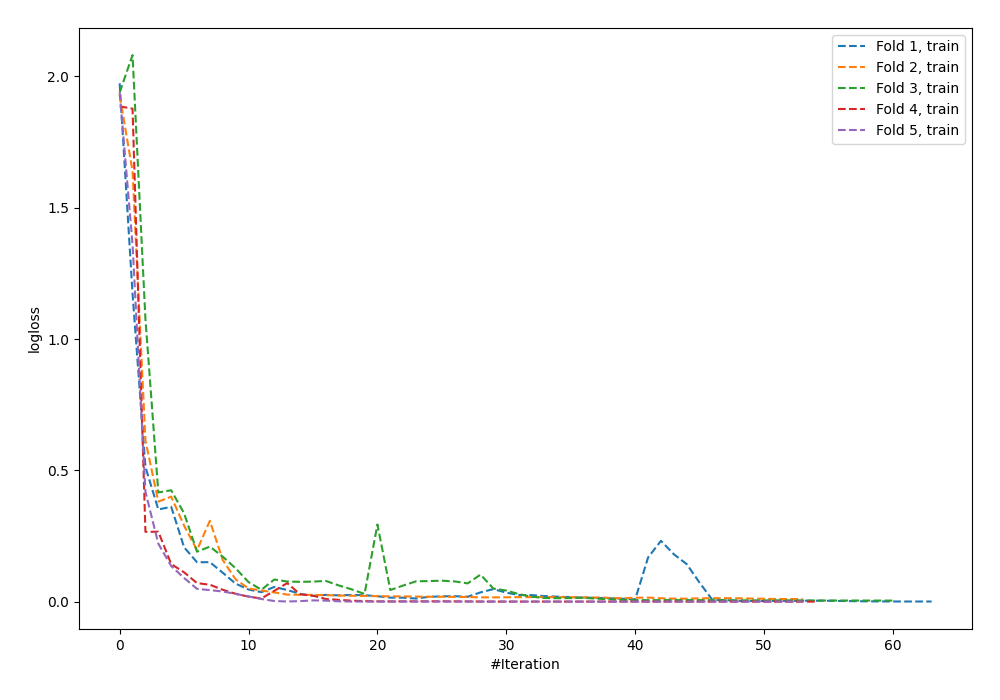 2.0
1.5
1.0
0.5
0.0
logloss
0
10
20
30
40
50
60
#Iteration
Fold 1, train
Fold 2, train
Fold 3, train
Fold 4, train
Fold 5, train